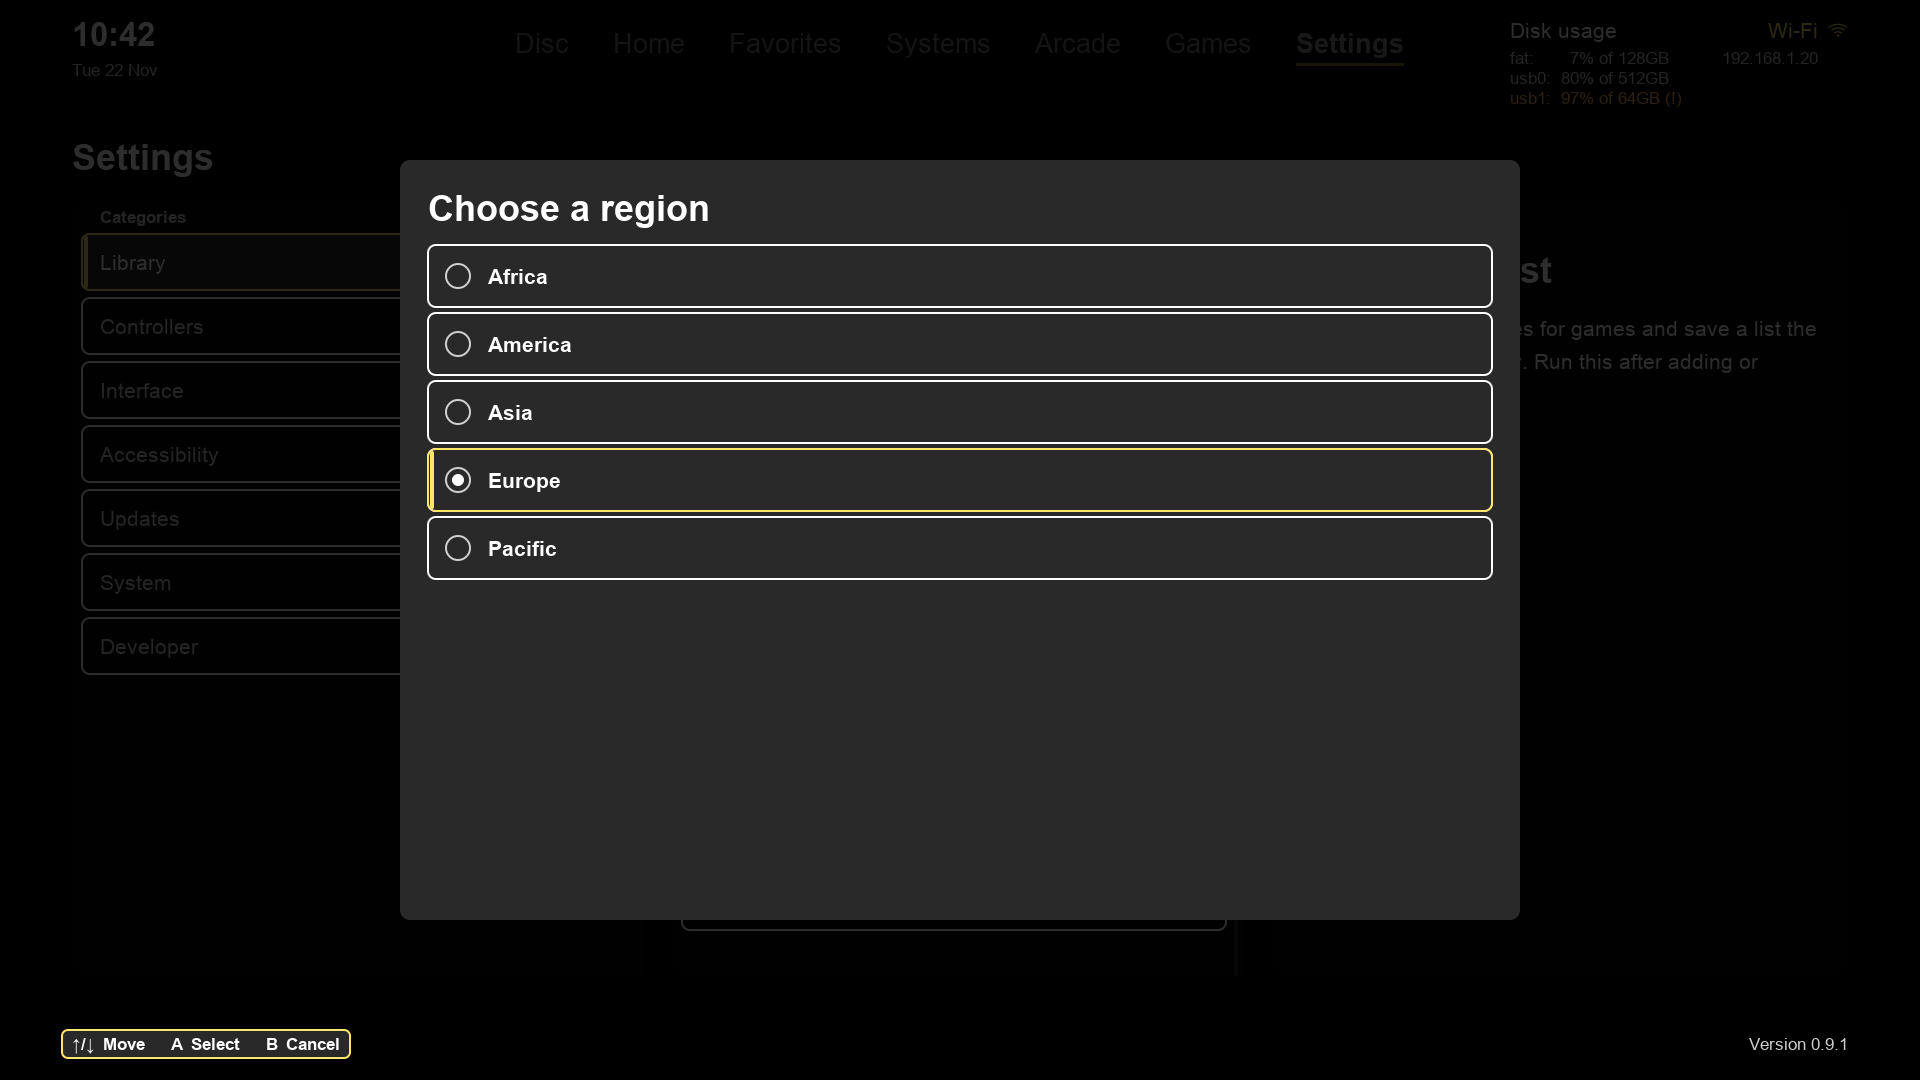 10:42
Tue 22 Nov
Disc Home Favorites Systems Arcade Games Settings
Disk usage
fat: 7% of 128GB
usb0: 80% of 512GB
usb1: 97% of 64GB (!)
Wi-Fi
192.168.1.20
Settings
Categories
Library
Controllers
Interface
Accessibility
Updates
System
Developer
Choose a region
Africa
America
Asia
Europe
Pacific
for games and save a list the
Run this after adding or
↑/↓ Move A Select B Cancel
Version 0.9.1